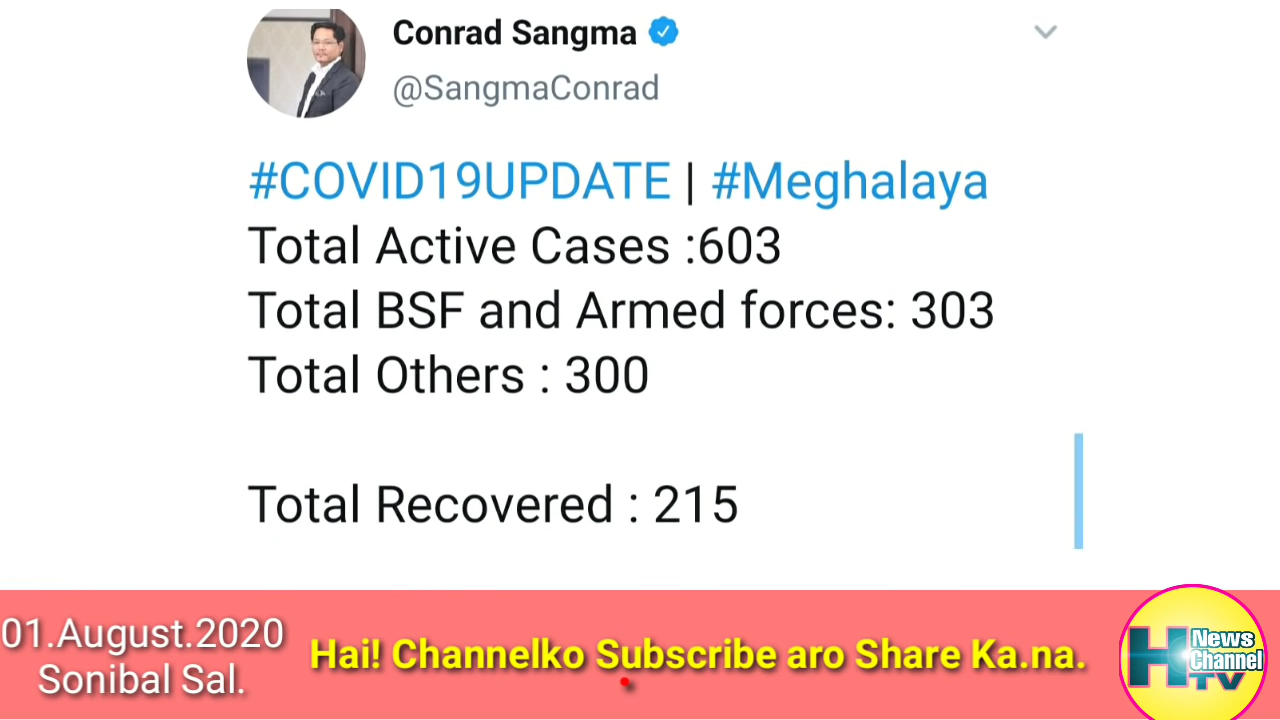 Conrad Sangma
@SangmaConrad
#COVID19UPDATE | #Meghalaya
Total Active Cases :603
Total BSF and Armed forces: 303
Total Others : 300
Total Recovered : 215
01.August.2020
Sonibal Sal.
Hai! Channelko Subscribe aro Share Ka.na.
H News
Channel
TV